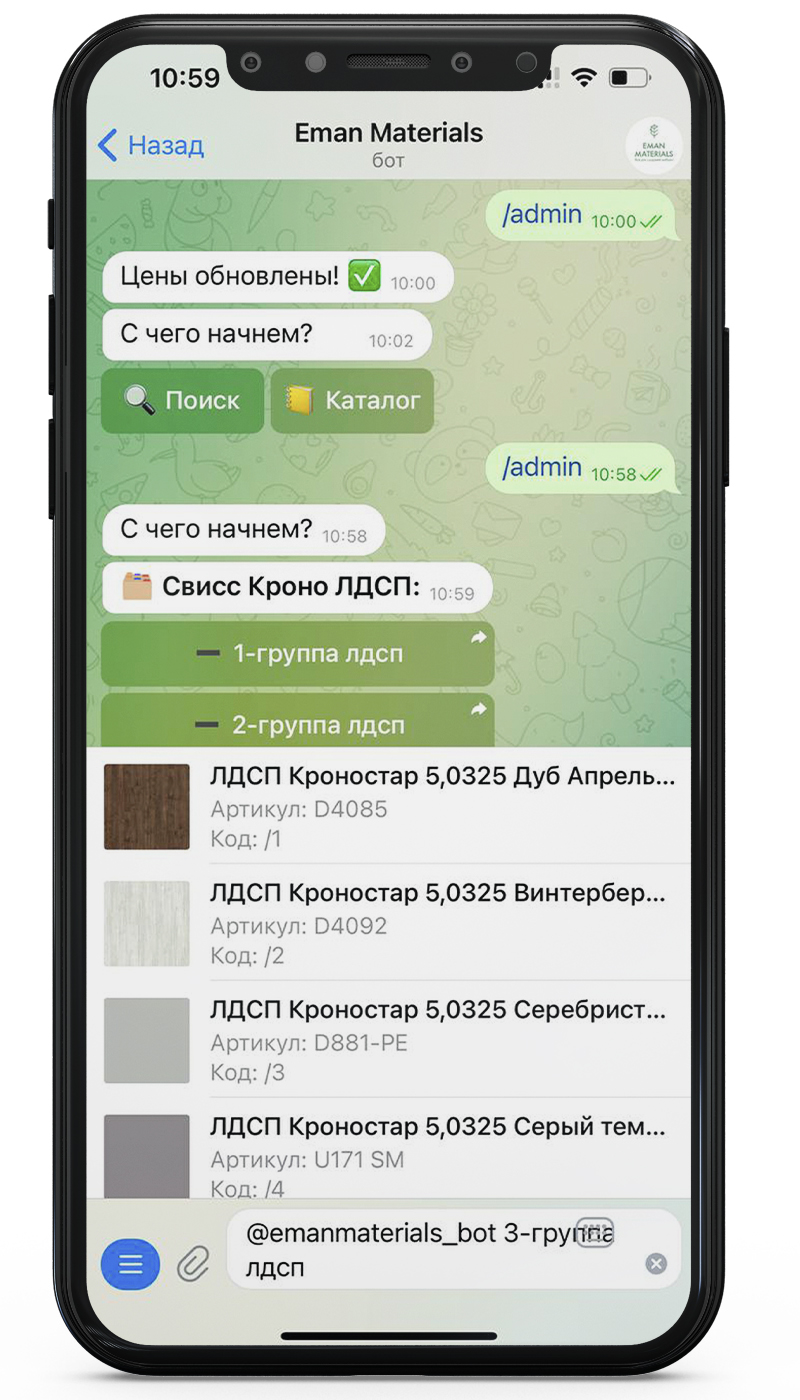 10:59
Назад
Eman Materials
бот
EMAN
MATERIALS
/admin 10:00
Цены обновлены! 10:00
С чего начнем? 10:02
Поиск
Каталог
/admin 10:58
С чего начнем? 10:58
Свисс Кроно ЛДСП: 10:59
1-группа лдсп
2-группа лдсп
ЛДСП Кроностар 5,0325 Дуб Апрель...
Артикул: D4085
Код: /1
ЛДСП Кроностар 5,0325 Винтербер...
Артикул: D4092
Код: /2
ЛДСП Кроностар 5,0325 Серебрист...
Артикул: D881-PE
Код: /3
ЛДСП Кроностар 5,0325 Серый тем...
Артикул: U171 SM
Код: /4
@emanmaterials_bot 3-группа
лдсп